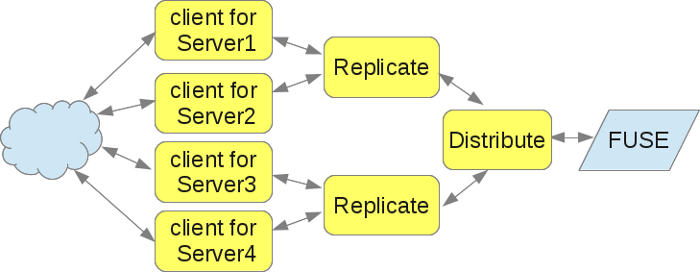 client for
Server1
client for
Server2
client for
Server3
client for
Server4
Replicate
Replicate
Distribute
FUSE